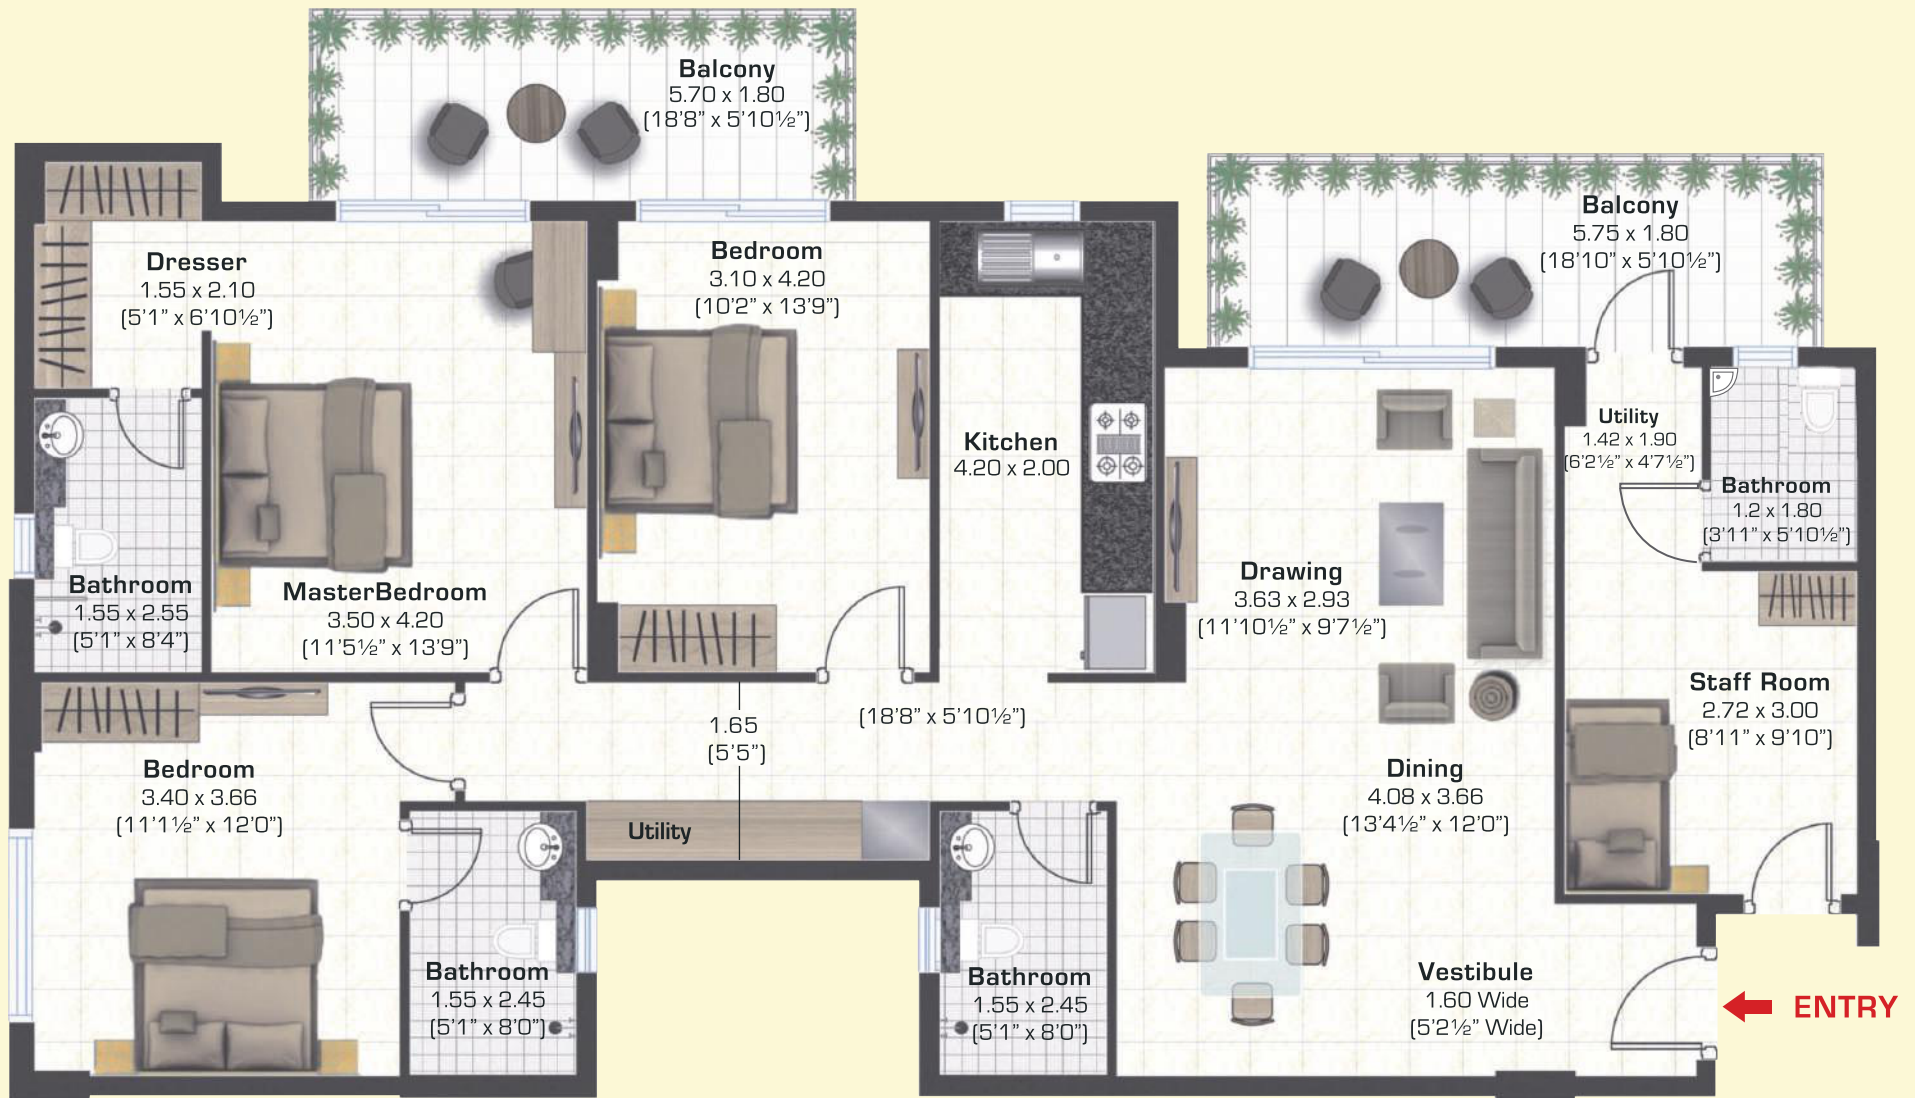 Balcony
5.70 x 1.80
(18'8” x 5'10½”)
Balcony
5.75 x 1.80
(18'10” x 5'10½”)
Dresser
1.55 x 2.10
(5'1” x 6'10½”)
Bedroom
3.10 x 4.20
(10'2” x 13'9”)
Kitchen
4.20 x 2.00
Utility
1.42 x 1.90
(6'2½” x 4'7½”)
Bathroom
1.2 x 1.80
(3'11” x 5'10½”)
Bathroom
1.55 x 2.55
(5'1” x 8'4”)
MasterBedroom
3.50 x 4.20
(11'5½” x 13'9”)
Drawing
3.63 x 2.93
(11'10½” x 9'7½”)
Staff Room
2.72 x 3.00
(8'11” x 9'10”)
1.65
(5'5”)
(18'8” x 5'10½”)
Bedroom
3.40 x 3.66
(11'1½” x 12'0”)
Dining
4.08 x 3.66
(13'4½” x 12'0”)
Utility
Bathroom
1.55 x 2.45
(5'1” x 8'0”)
Bathroom
1.55 x 2.45
(5'1” x 8'0”)
Vestibule
1.60 Wide
(5'2½” Wide)
ENTRY